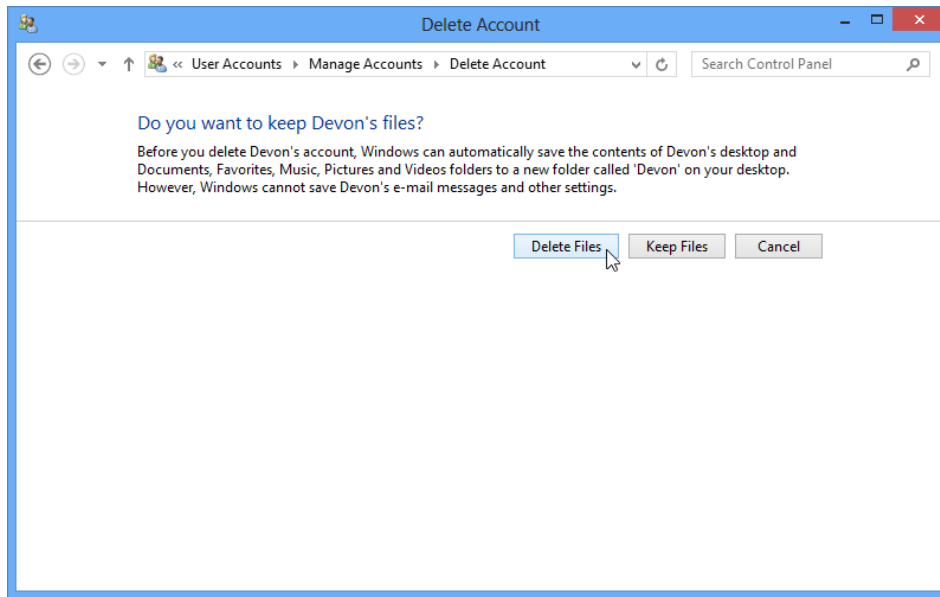 Delete Account
« User Accounts Manage Accounts Delete Account Search Control Panel
Do you want to keep Devon's files?
Before you delete Devon's account, Windows can automatically save the contents of Devon's desktop and
Documents, Favorites, Music, Pictures and Videos folders to a new folder called 'Devon' on your desktop.
However, Windows cannot save Devon's e-mail messages and other settings.
Delete Files Keep Files Cancel